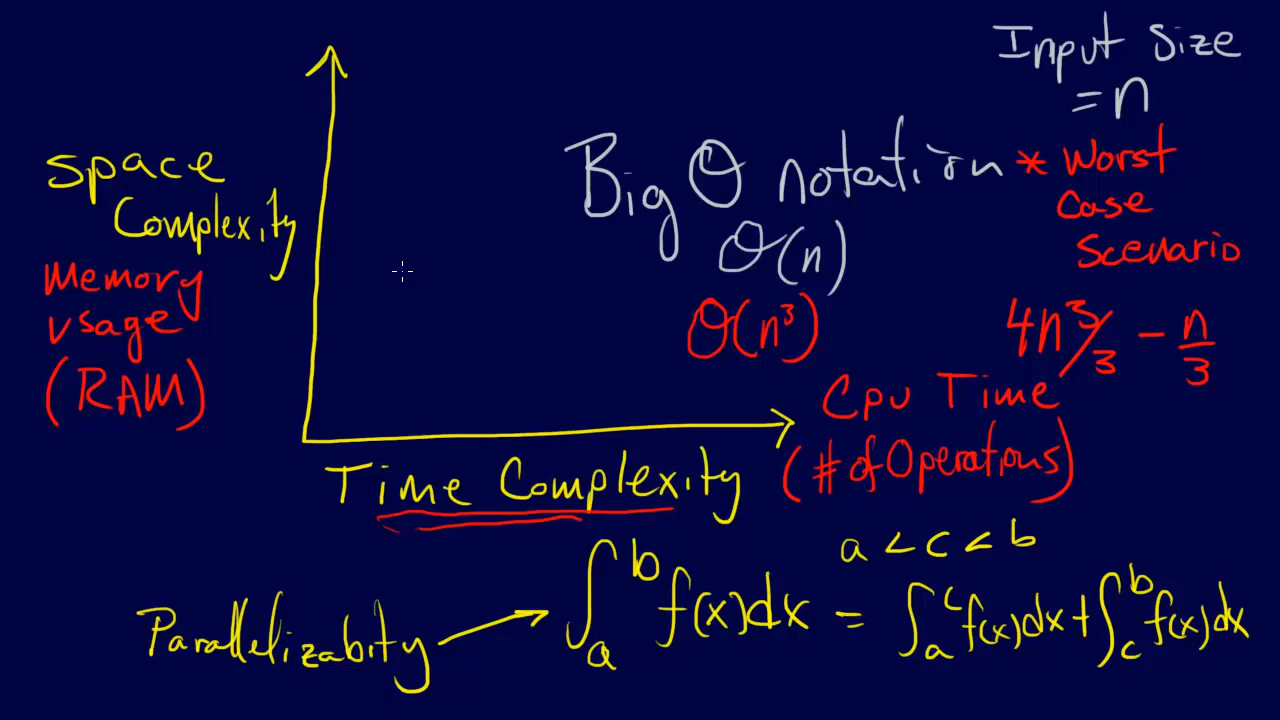 Input Size
= n
Big O notation * Worst
Case
Scenario
O(n)
O(n³)
4n³/3 - n/3
Space
Complexity
Memory
Usage
(RAM)
Cpu Time
(# of Operations)
Time Complexity
a < c < b
Parallelizabity → ∫ₐᵇ f(x)dx = ∫ₐᶜ f(x)dx + ∫꜀ᵇ f(x)dx